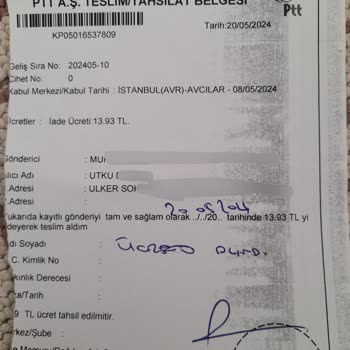 PTT A.Ş. TESLİM/TAHSİLAT BELGESİ
Ptt
Tarih:20/05/2024
KP05016537809
Geliş Sıra No: 202405-10
Cihet No: 0
Kabul Merkezi/Kabul Tarihi : İSTANBUL(AVR)-AVCILAR - 08/05/2024
Ücretler : İade Ücreti:13.93 TL.
Gönderici : MU
Alıcı Adı : UTKU
Adresi : ULKER SO
Adresi :
Yukarıda kayıtlı gönderiyi tam ve sağlam olarak ../../20.. tarihinde 13.93 TL yi
ödeyerek teslim aldım
Adı Soyadı :
T.C. Kimlik No :
Yakınlık Derecesi :
İmza/Tarih :
TL ücret tahsil edilmitir.
Merkez/Şube :